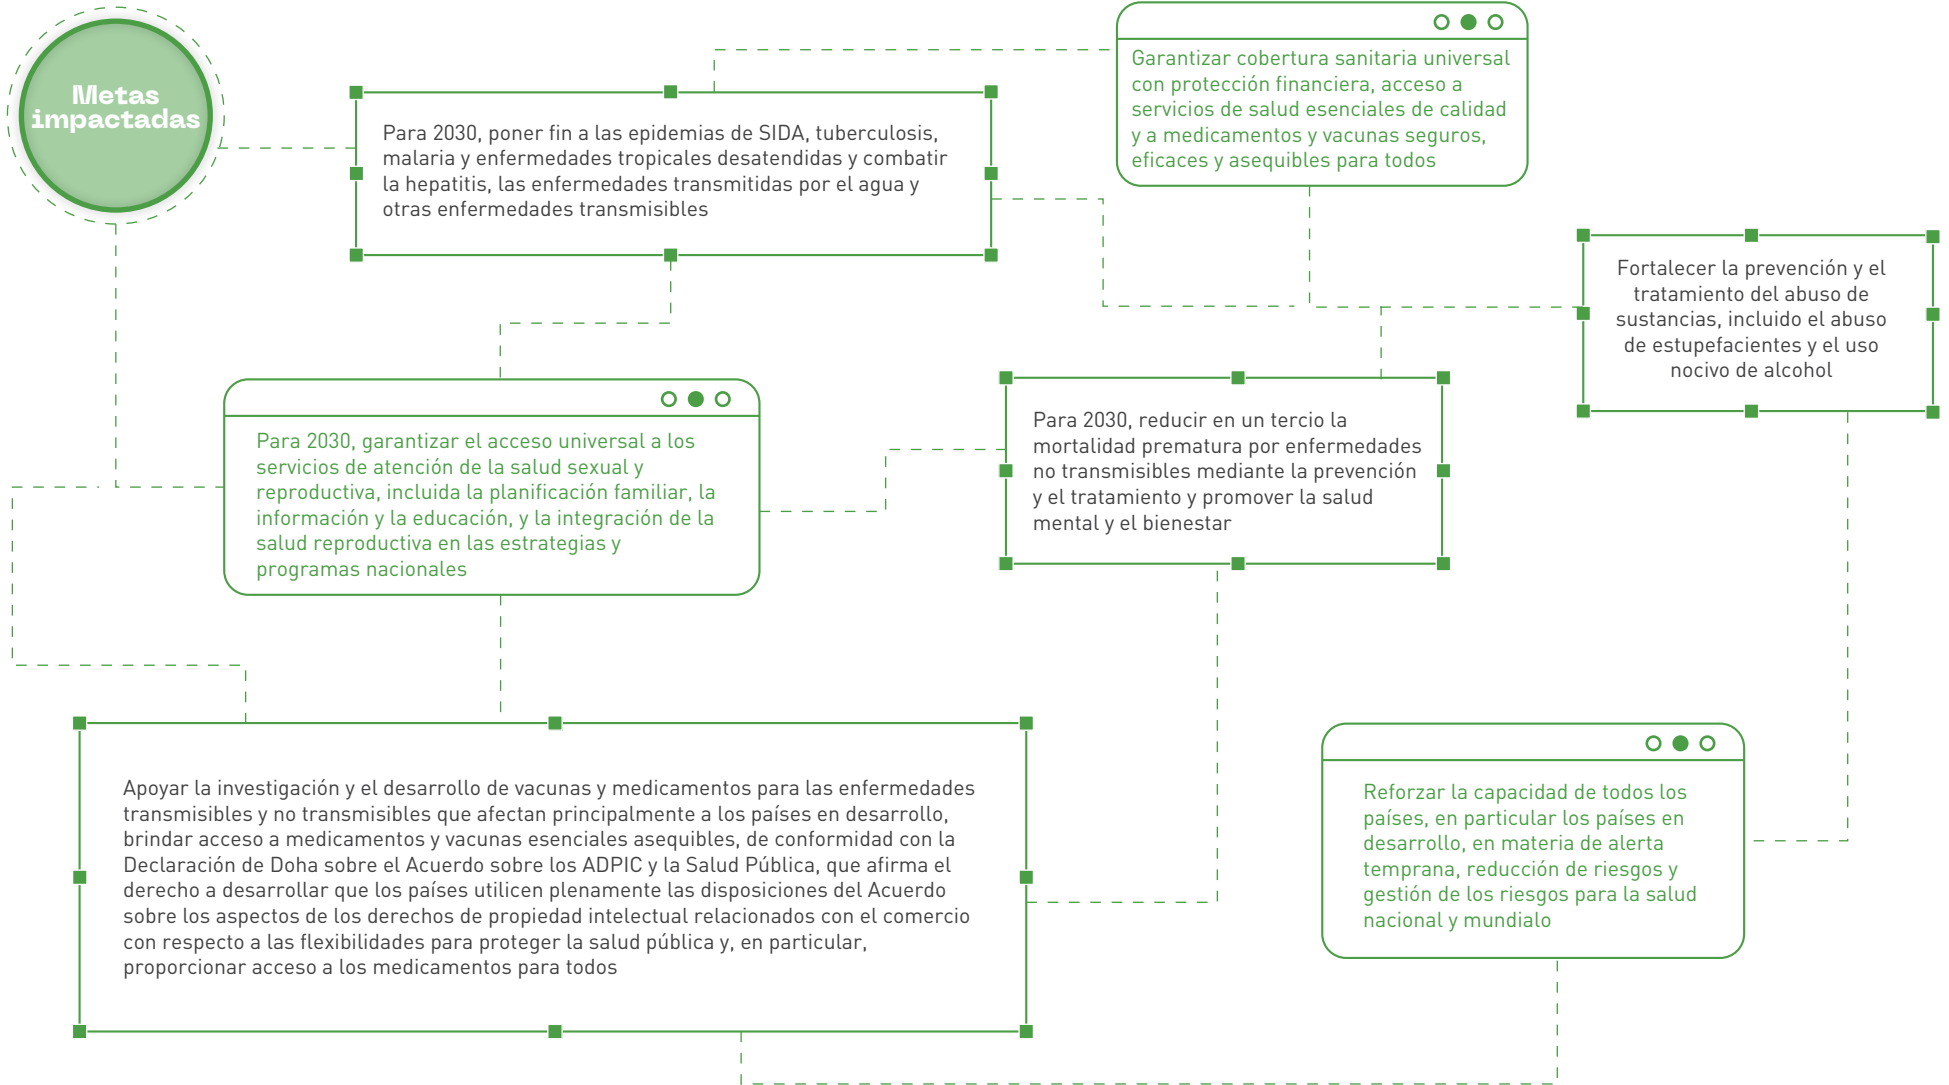 Metas
impactadas
Para 2030, poner fin a las epidemias de SIDA, tuberculosis,
malaria y enfermedades tropicales desatendidas y combatir
la hepatitis, las enfermedades transmitidas por el agua y
otras enfermedades transmisibles
Garantizar cobertura sanitaria universal
con protección financiera, acceso a
servicios de salud esenciales de calidad
y a medicamentos y vacunas seguros,
eficaces y asequibles para todos
Fortalecer la prevención y el
tratamiento del abuso de
sustancias, incluido el abuso
de estupefacientes y el uso
nocivo de alcohol
Para 2030, garantizar el acceso universal a los
servicios de atención de la salud sexual y
reproductiva, incluida la planificación familiar, la
información y la educación, y la integración de la
salud reproductiva en las estrategias y
programas nacionales
Para 2030, reducir en un tercio la
mortalidad prematura por enfermedades
no transmisibles mediante la prevención
y el tratamiento y promover la salud
mental y el bienestar
Apoyar la investigación y el desarrollo de vacunas y medicamentos para las enfermedades
transmisibles y no transmisibles que afectan principalmente a los países en desarrollo,
brindar acceso a medicamentos y vacunas esenciales asequibles, de conformidad con la
Declaración de Doha sobre el Acuerdo sobre los ADPIC y la Salud Pública, que afirma el
derecho a desarrollar que los países utilicen plenamente las disposiciones del Acuerdo
sobre los aspectos de los derechos de propiedad intelectual relacionados con el comercio
con respecto a las flexibilidades para proteger la salud pública y, en particular,
proporcionar acceso a los medicamentos para todos
Reforzar la capacidad de todos los
países, en particular los países en
desarrollo, en materia de alerta
temprana, reducción de riesgos y
gestión de los riesgos para la salud
nacional y mundialo